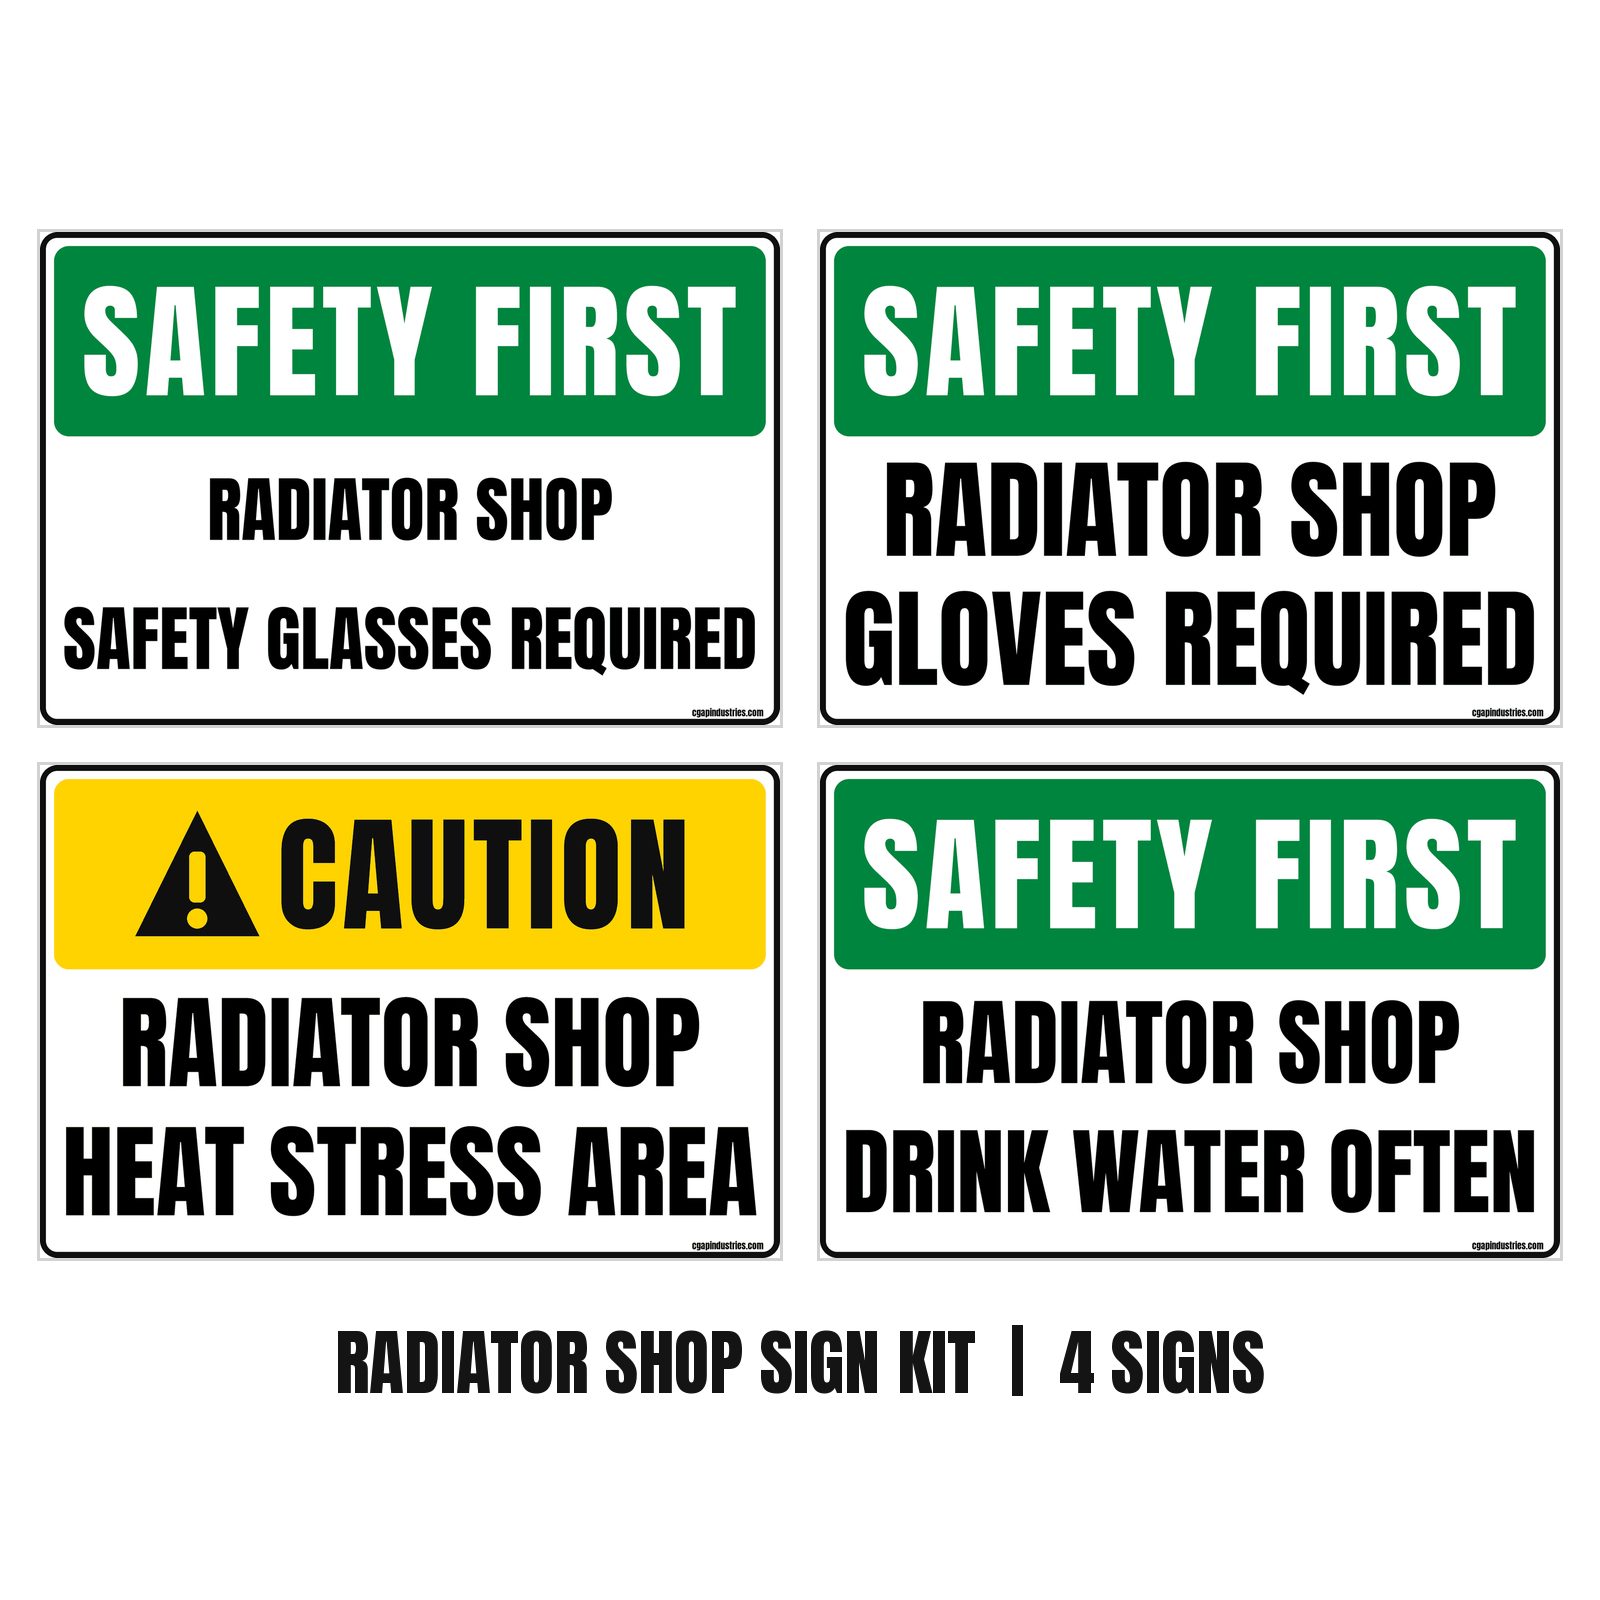 SAFETY FIRST
RADIATOR SHOP
SAFETY GLASSES REQUIRED
cgapindustries.com
SAFETY FIRST
RADIATOR SHOP
GLOVES REQUIRED
cgapindustries.com
CAUTION
RADIATOR SHOP
HEAT STRESS AREA
cgapindustries.com
SAFETY FIRST
RADIATOR SHOP
DRINK WATER OFTEN
cgapindustries.com
RADIATOR SHOP SIGN KIT | 4 SIGNS